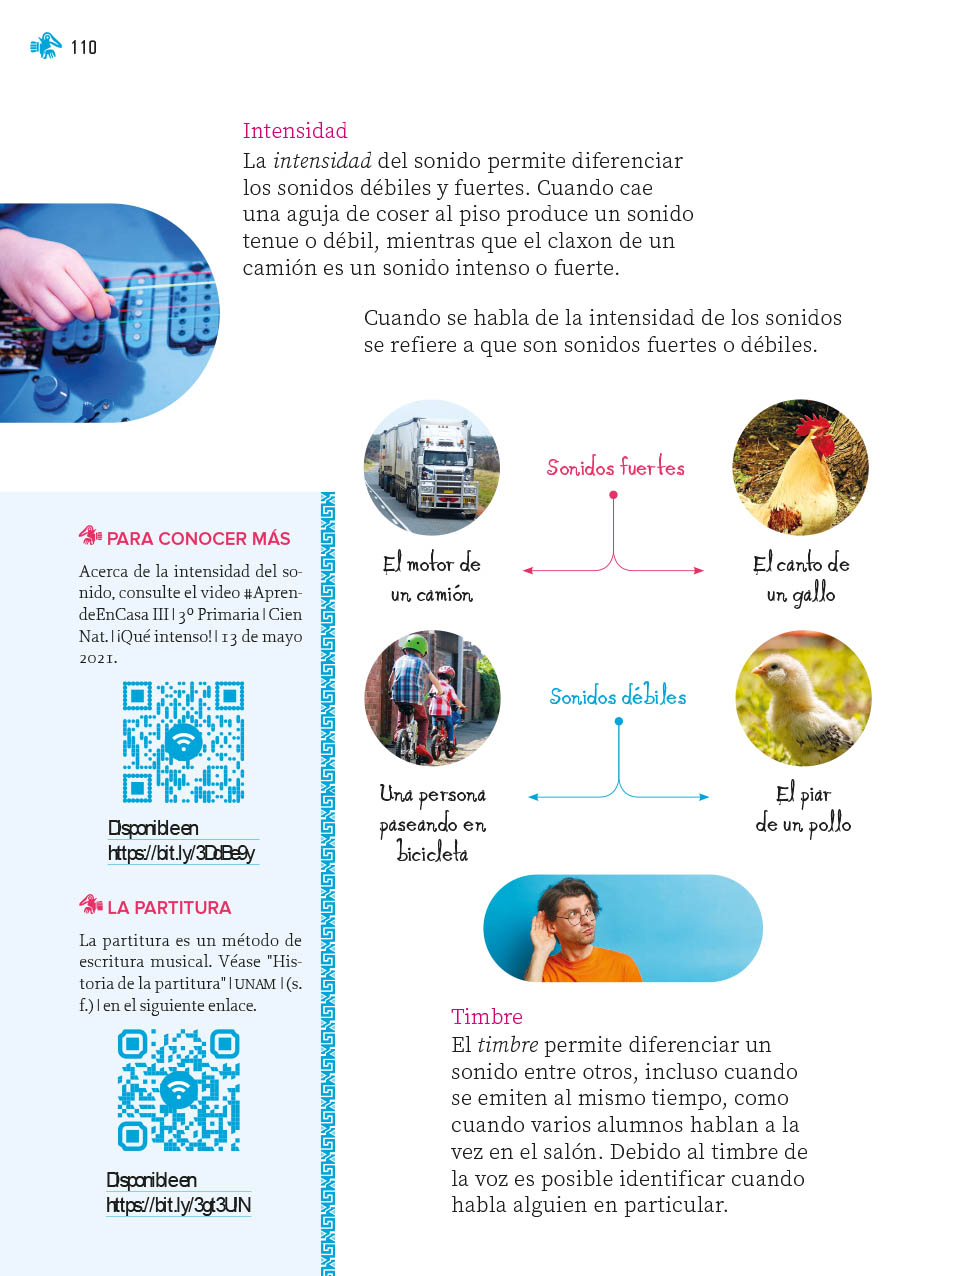 110
Intensidad
La intensidad del sonido permite diferenciar
los sonidos débiles y fuertes. Cuando cae
una aguja de coser al piso produce un sonido
tenue o débil, mientras que el claxon de un
camión es un sonido intenso o fuerte.
Cuando se habla de la intensidad de los sonidos
se refiere a que son sonidos fuertes o débiles.
Sonidos fuertes
El motor de
un camión
El canto de
un gallo
Sonidos débiles
Una persona
paseando en
bicicleta
El piar
de un pollo
PARA CONOCER MÁS
Acerca de la intensidad del so-
nido, consulte el video #Apren-
deEnCasa III | 3º Primaria | Cien
Nat. | ¡Qué intenso! | 13 de mayo
2021.
Disponible en
https://bit.ly/3DdBe9y
LA PARTITURA
La partitura es un método de
escritura musical. Véase "His-
toria de la partitura" | UNAM | (s.
f.) | en el siguiente enlace.
Disponible en
https://bit.ly/3gt3UlN
Timbre
El timbre permite diferenciar un
sonido entre otros, incluso cuando
se emiten al mismo tiempo, como
cuando varios alumnos hablan a la
vez en el salón. Debido al timbre de
la voz es posible identificar cuando
habla alguien en particular.